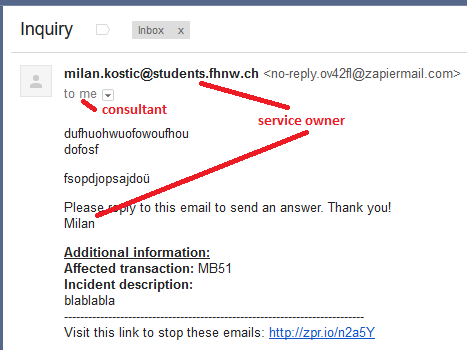 Inquiry
Inbox x
milan.kostic@students.fhnw.ch <no-reply.ov42fl@zapiermail.com>
to me
consultant
service owner
dufhuohwuofowoufhou
dofosf
fsopdjopsajdoü
Please reply to this email to send an answer. Thank you!
Milan
Additional information:
Affected transaction: MB51
Incident description:
blablabla
------------------------------------------------------------
Visit this link to stop these emails: http://zpr.io/n2a5Y